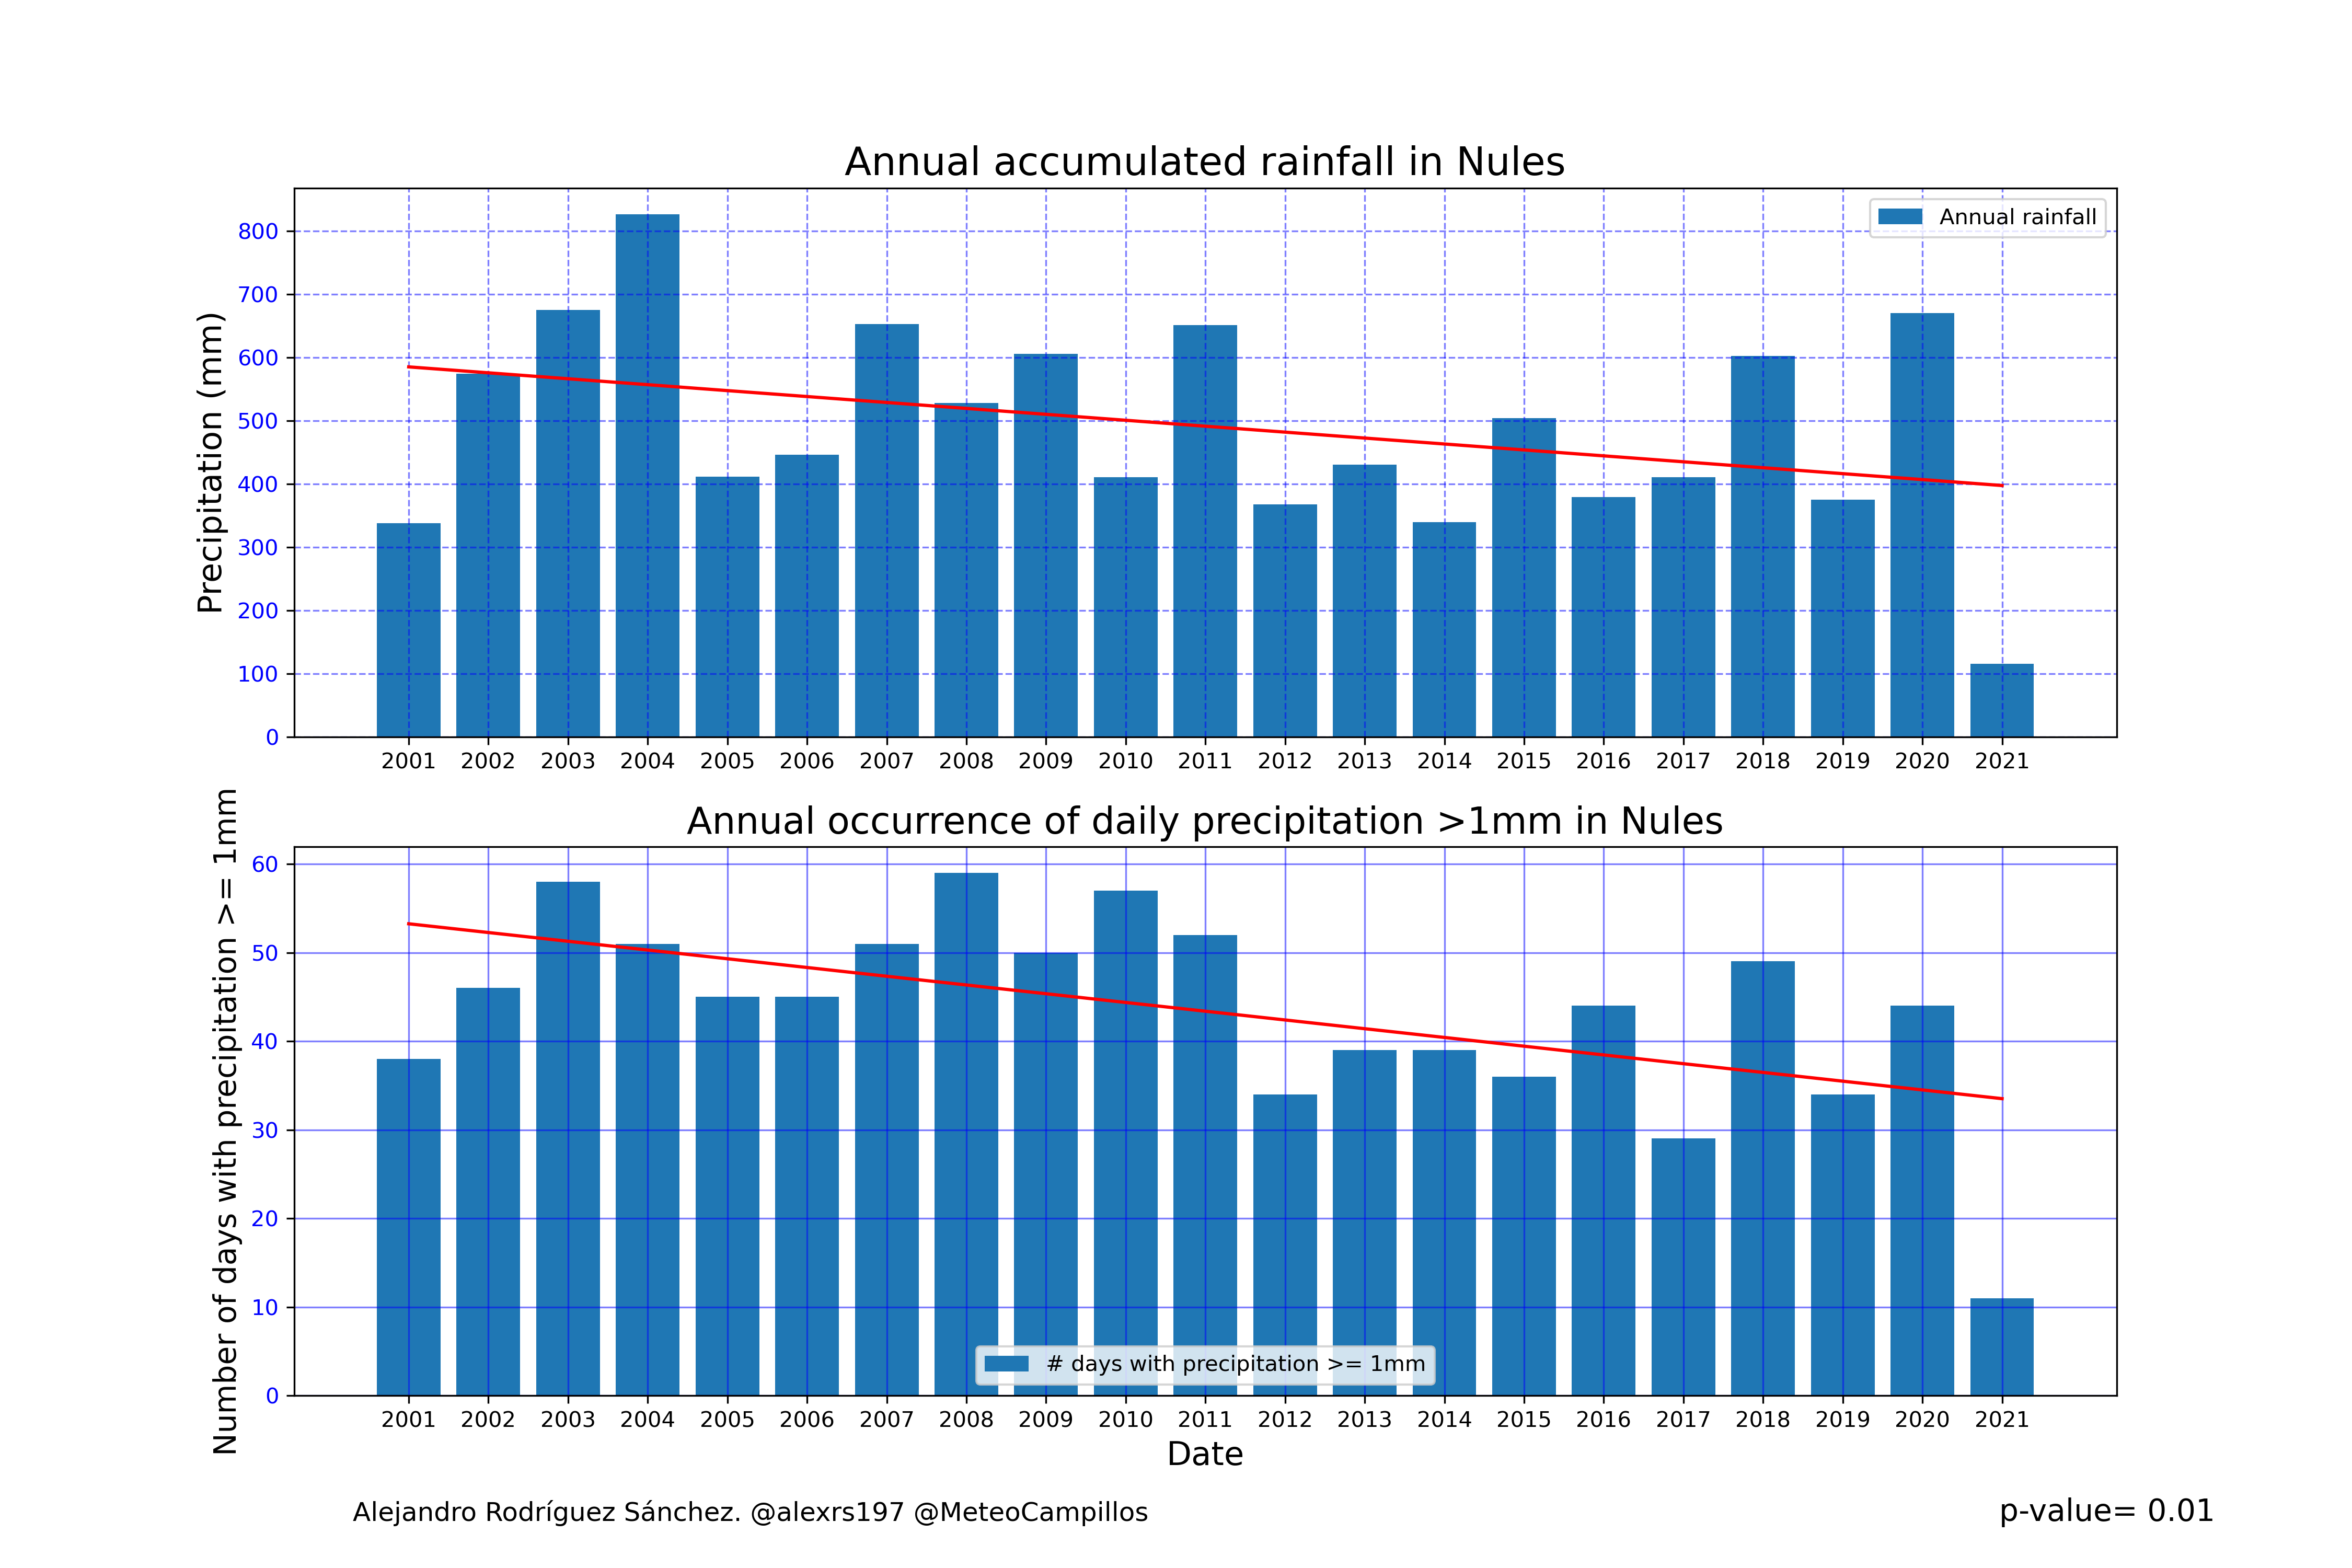 Annual accumulated rainfall in Nules
Precipitation (mm)
800
700
600
500
400
300
200
100
0
Annual rainfall
2001 2002 2003 2004 2005 2006 2007 2008 2009 2010 2011 2012 2013 2014 2015 2016 2017 2018 2019 2020 2021
Annual occurrence of daily precipitation >1mm in Nules
Number of days with precipitation >= 1mm
60
50
40
30
20
10
0
# days with precipitation >= 1mm
2001 2002 2003 2004 2005 2006 2007 2008 2009 2010 2011 2012 2013 2014 2015 2016 2017 2018 2019 2020 2021
Date
Alejandro Rodríguez Sánchez. @alexrs197 @MeteoCampillos
p-value= 0.01